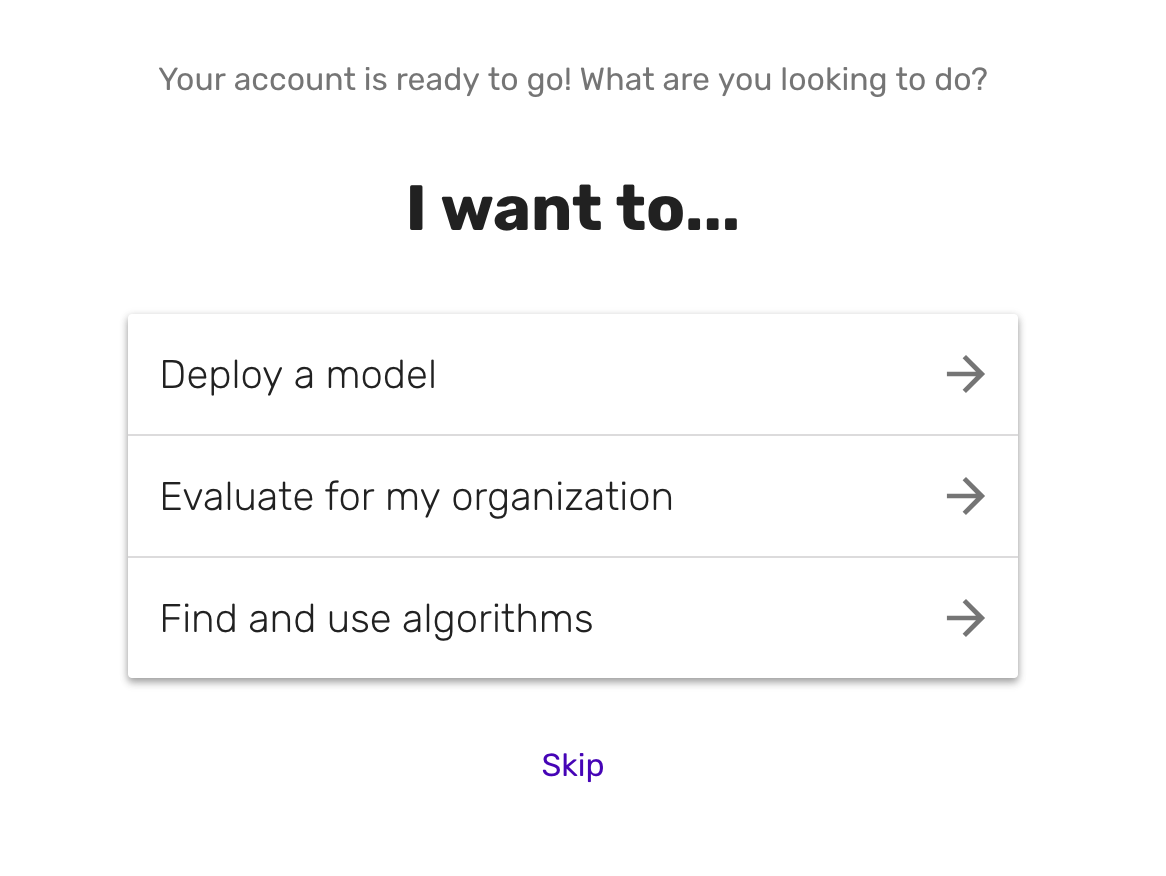 Your account is ready to go! What are you looking to do?
I want to...
Deploy a model
Evaluate for my organization
Find and use algorithms
Skip